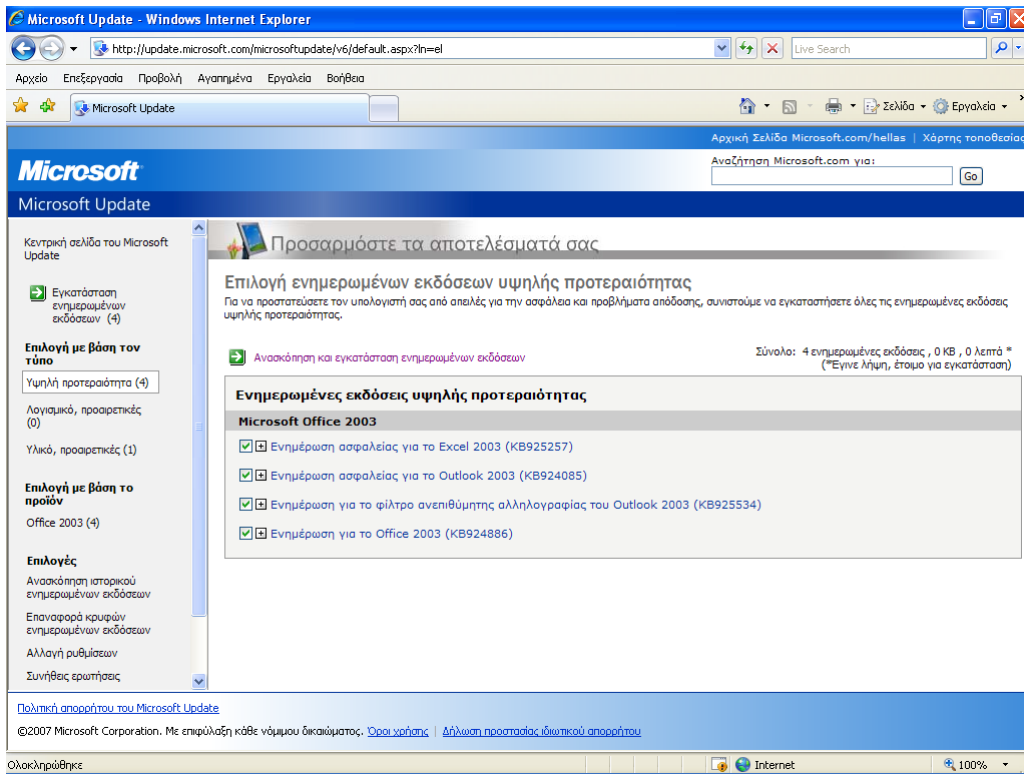 Microsoft Update - Windows Internet Explorer
http://update.microsoft.com/microsoftupdate/v6/default.aspx?ln=el
Live Search
Αρχείο Επεξεργασία Προβολή Αγαπημένα Εργαλεία Βοήθεια
Microsoft Update
Σελίδα
Εργαλεία
Αρχική Σελίδα Microsoft.com/hellas | Χάρτης τοποθεσίας
Microsoft
Αναζήτηση Microsoft.com για:
Go
Microsoft Update
Κεντρική σελίδα του Microsoft
Update
Εγκατάσταση
ενημερωμένων
εκδόσεων (4)
Επιλογή με βάση τον
τύπο
Υψηλή προτεραιότητα (4)
Λογισμικό, προαιρετικές
(0)
Υλικό, προαιρετικές (1)
Επιλογή με βάση το
προϊόν
Office 2003 (4)
Επιλογές
Ανασκόπηση ιστορικού
ενημερωμένων εκδόσεων
Επαναφορά κρυφών
ενημερωμένων εκδόσεων
Αλλαγή ρυθμίσεων
Συνήθεις ερωτήσεις
Προσαρμόστε τα αποτελέσματά σας
Επιλογή ενημερωμένων εκδόσεων υψηλής προτεραιότητας
Για να προστατεύσετε τον υπολογιστή σας από απειλές για την ασφάλεια και προβλήματα απόδοσης, συνιστούμε να εγκαταστήσετε όλες τις ενημερωμένες εκδόσεις
υψηλής προτεραιότητας.
Ανασκόπηση και εγκατάσταση ενημερωμένων εκδόσεων
Σύνολο: 4 ενημερωμένες εκδόσεις , 0 KB , 0 λεπτά *
(*Έγινε λήψη, έτοιμο για εγκατάσταση)
Ενημερωμένες εκδόσεις υψηλής προτεραιότητας
Microsoft Office 2003
Ενημέρωση ασφαλείας για το Excel 2003 (KB925257)
Ενημέρωση ασφαλείας για το Outlook 2003 (KB924085)
Ενημέρωση για το φίλτρο ανεπιθύμητης αλληλογραφίας του Outlook 2003 (KB925534)
Ενημέρωση για το Office 2003 (KB924886)
Πολιτική απορρήτου του Microsoft Update
©2007 Microsoft Corporation. Με επιφύλαξη κάθε νόμιμου δικαιώματος. Όροι χρήσης | Δήλωση προστασίας ιδιωτικού απορρήτου
Ολοκληρώθηκε
Internet
100%